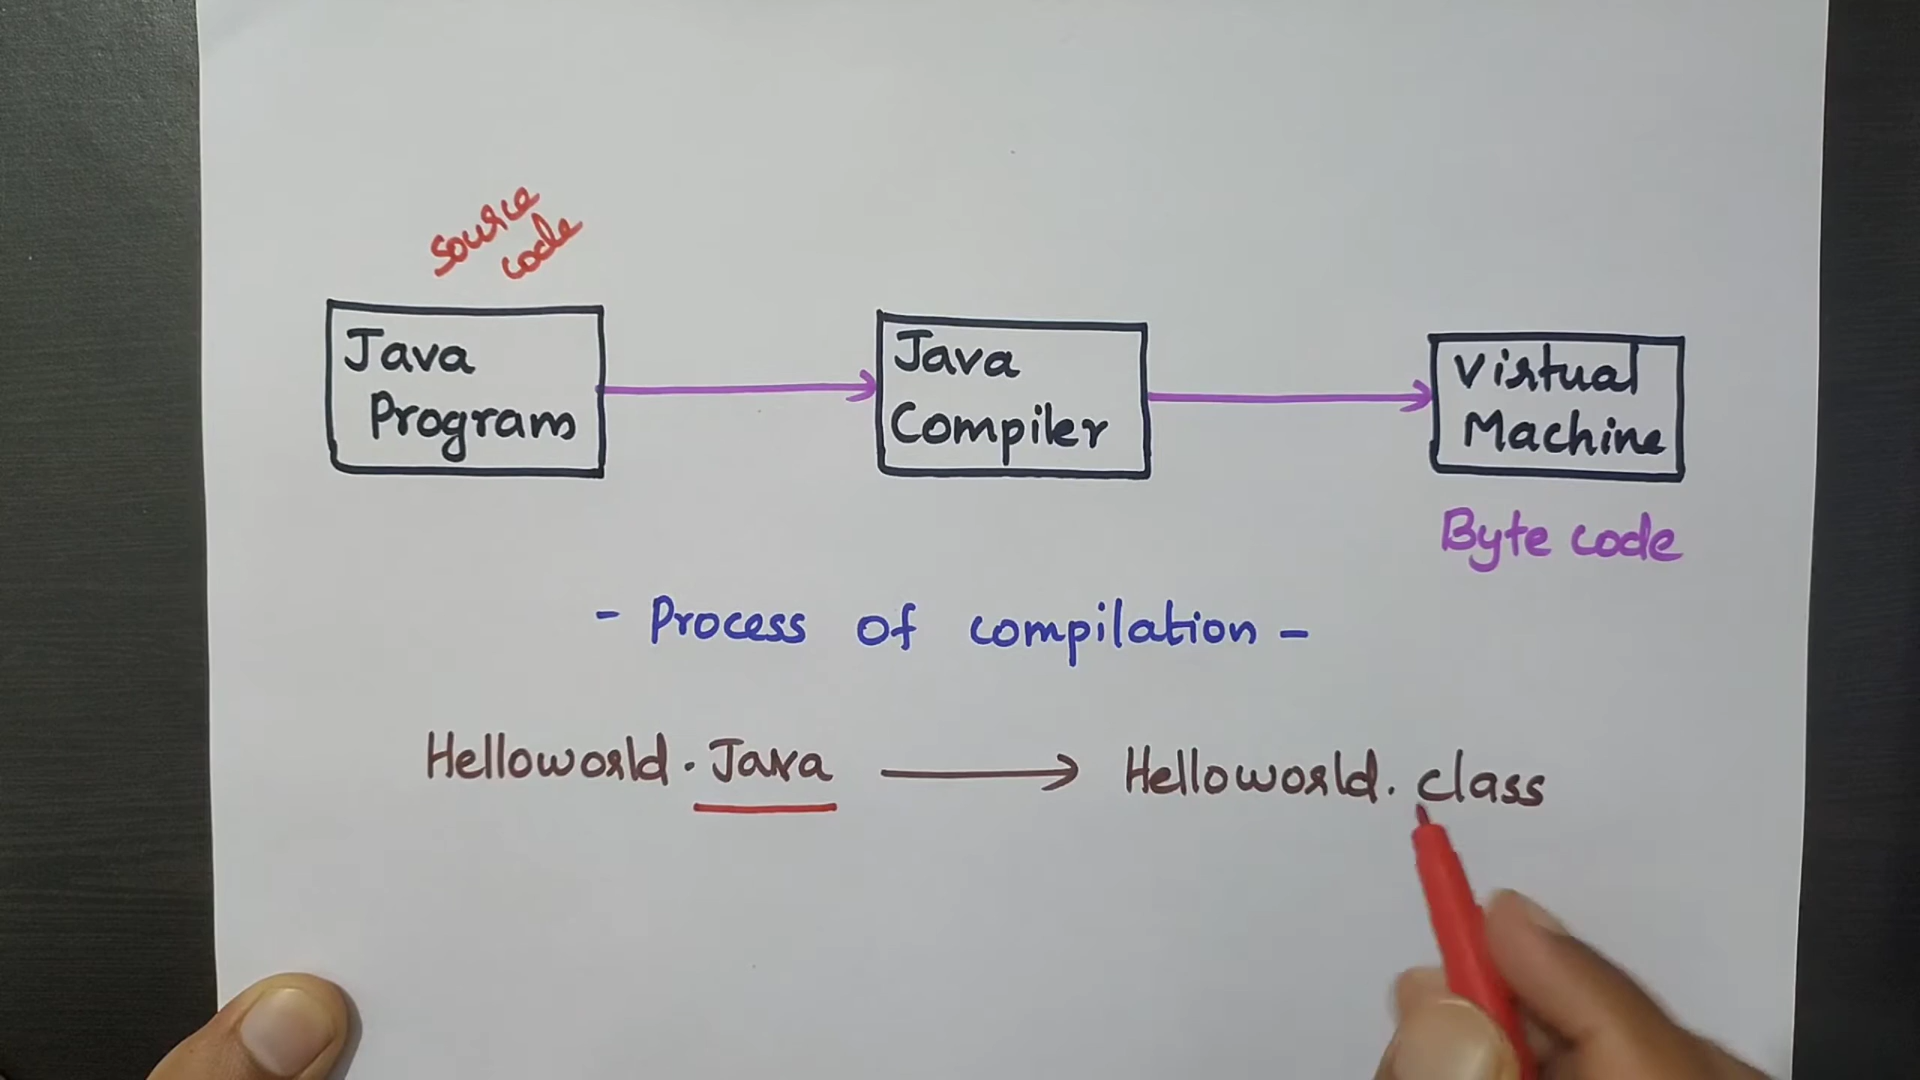 source
code
Java
Program
Java
Compiler
Virtual
Machine
Byte code
- Process of compilation -
Helloworld.Java
Helloworld.class